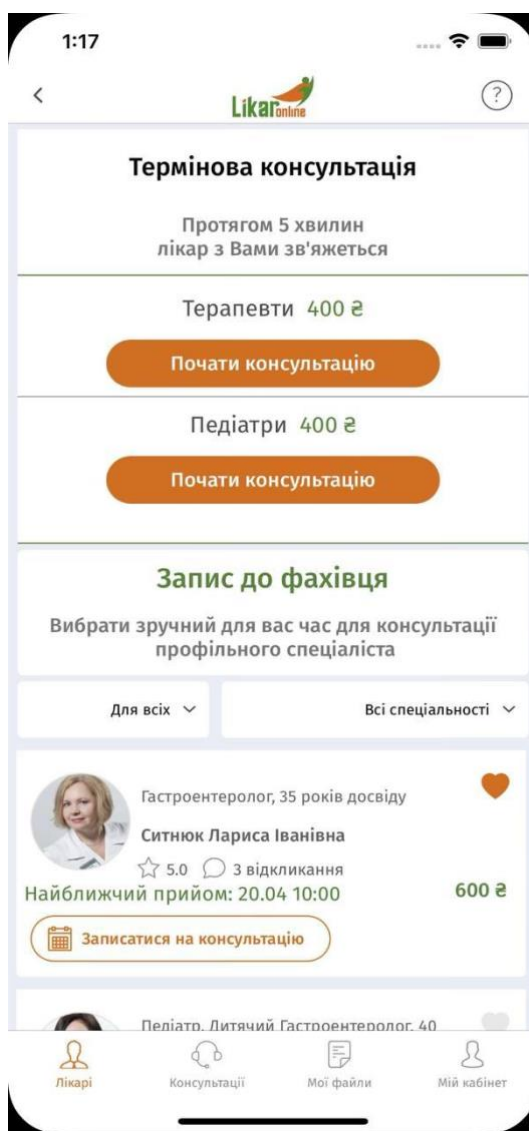 1:17
Likar
online
?
Термінова консультація
Протягом 5 хвилин
лікар з Вами зв'яжеться
Терапевти 400 ₴
Почати консультацію
Педіатри 400 ₴
Почати консультацію
Запис до фахівця
Вибрати зручний для вас час для консультації
профільного спеціаліста
Для всіх
Всі спеціальності
Гастроентеролог, 35 років досвіду
Ситнюк Лариса Іванівна
5.0 3 відкликання
Найближчий прийом: 20.04 10:00
600 ₴
Записатися на консультацію
Педіатр, Дитячий Гастроентеролог, 40
Лікарі
Консультації
Мої файли
Мій кабінет